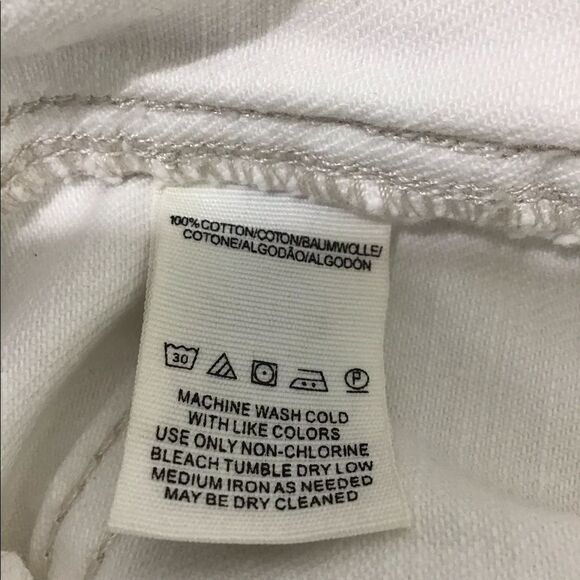 100% COTTON/COTON/BAUMWOLLE/
COTONE/ALGODÃO/ALGODÓN
30 P
MACHINE WASH COLD
WITH LIKE COLORS
USE ONLY NON-CHLORINE
BLEACH TUMBLE DRY LOW
MEDIUM IRON AS NEEDED
MAY BE DRY CLEANED